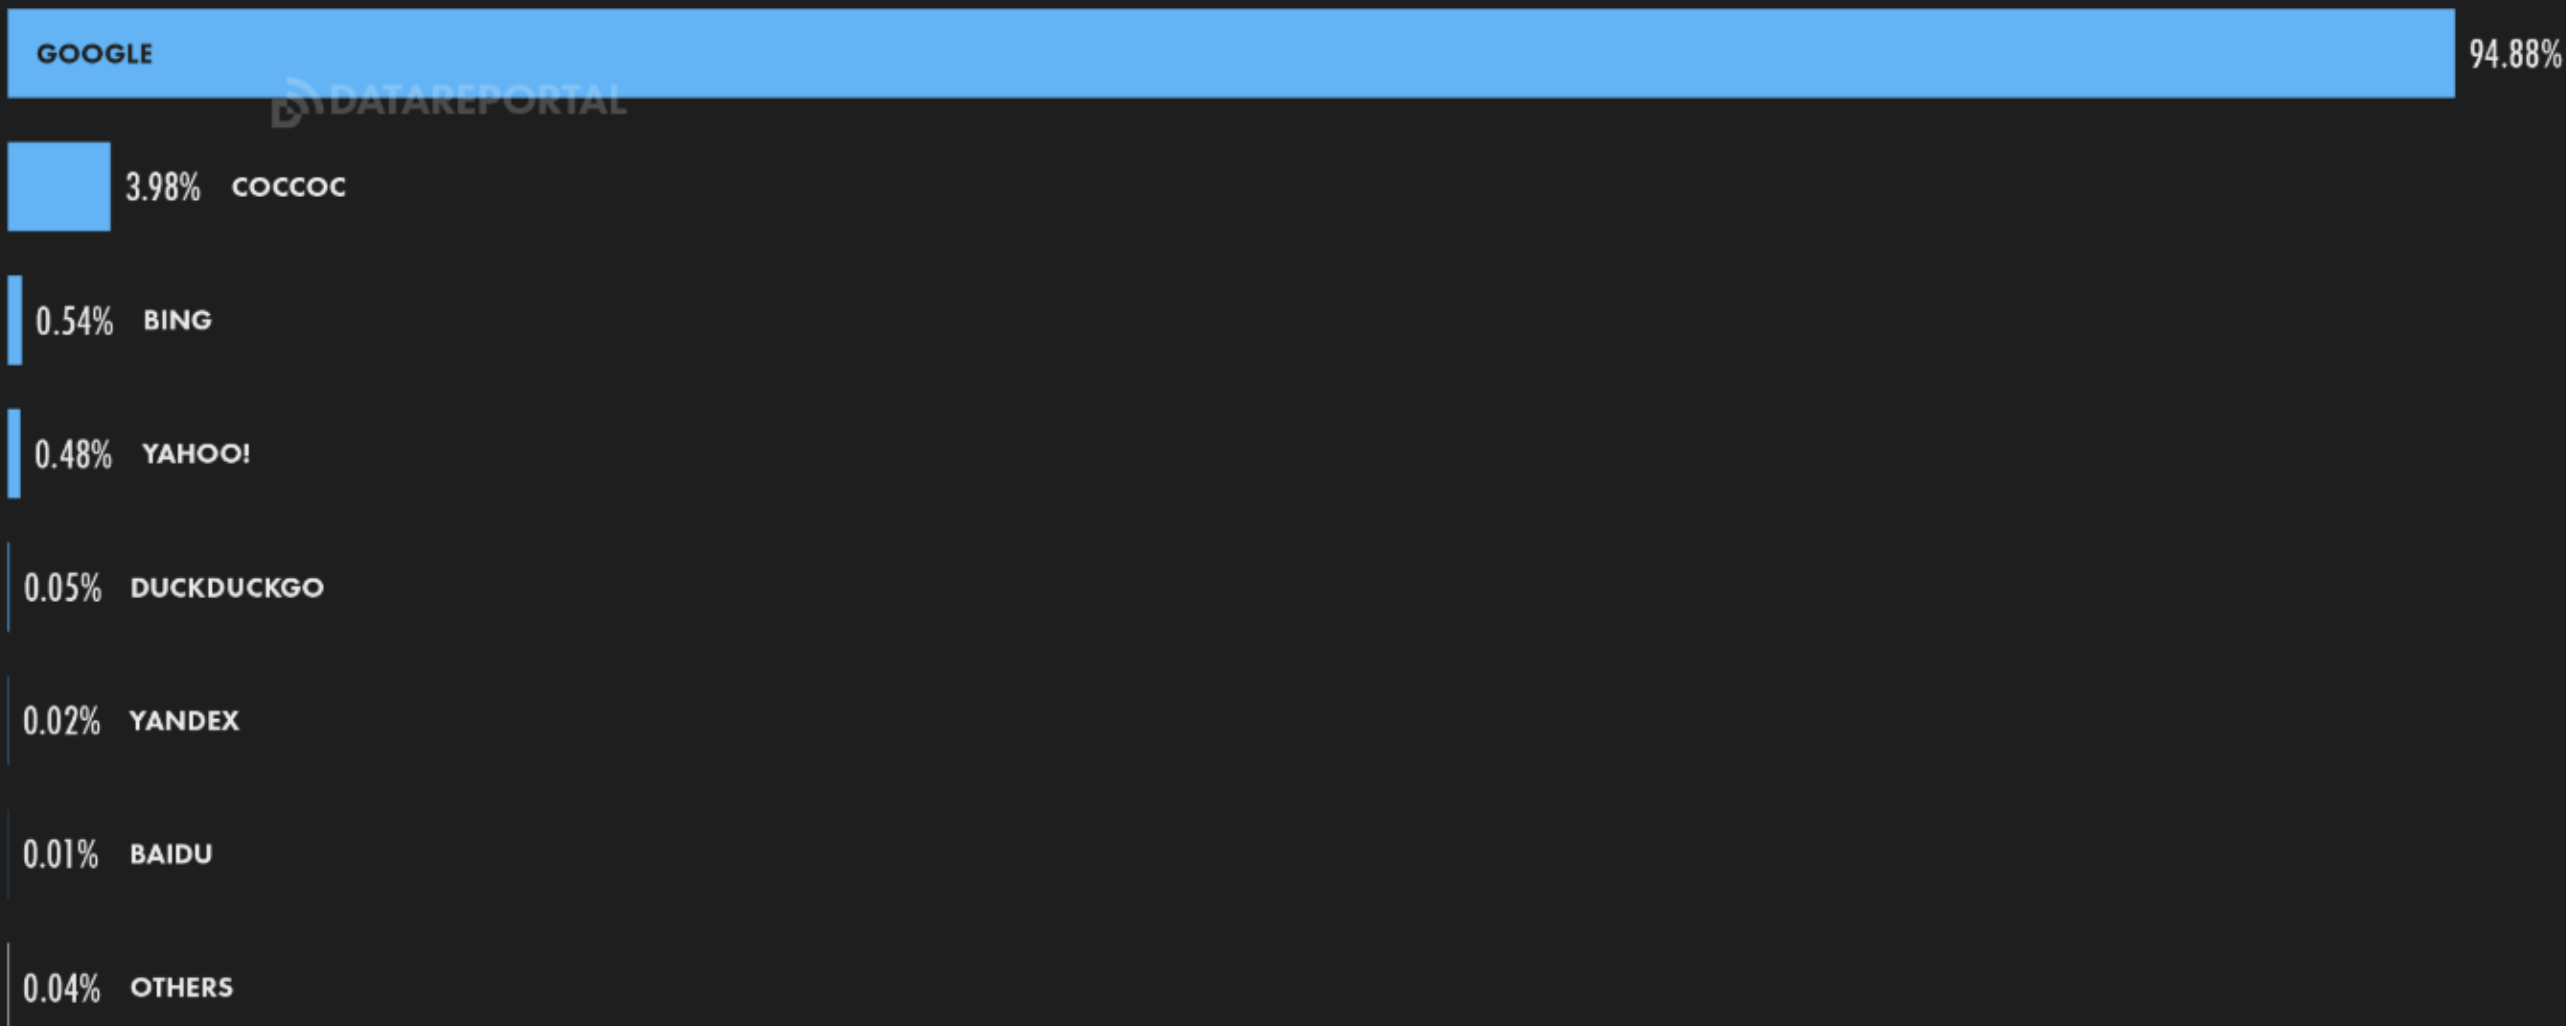 GOOGLE 94.88%
DATAREPORTAL
3.98% COCCOC
0.54% BING
0.48% YAHOO!
0.05% DUCKDUCKGO
0.02% YANDEX
0.01% BAIDU
0.04% OTHERS